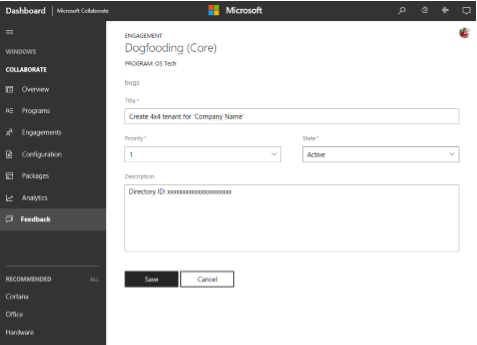 Dashboard | Microsoft Collaborate
Microsoft
WINDOWS
COLLABORATE
Overview
Programs
Engagements
Configuration
Packages
Analytics
Feedback
RECOMMENDED ALL
Cortana
Office
Hardware
ENGAGEMENT
Dogfooding (Core)
PROGRAM: OS Tech
bugs
Title *
Create 4x4 tenant for 'Company Name'
Priority * State *
1 Active
Description
Directory ID: xxxxxxxxxxxxxxxxxxxxxx
Save Cancel